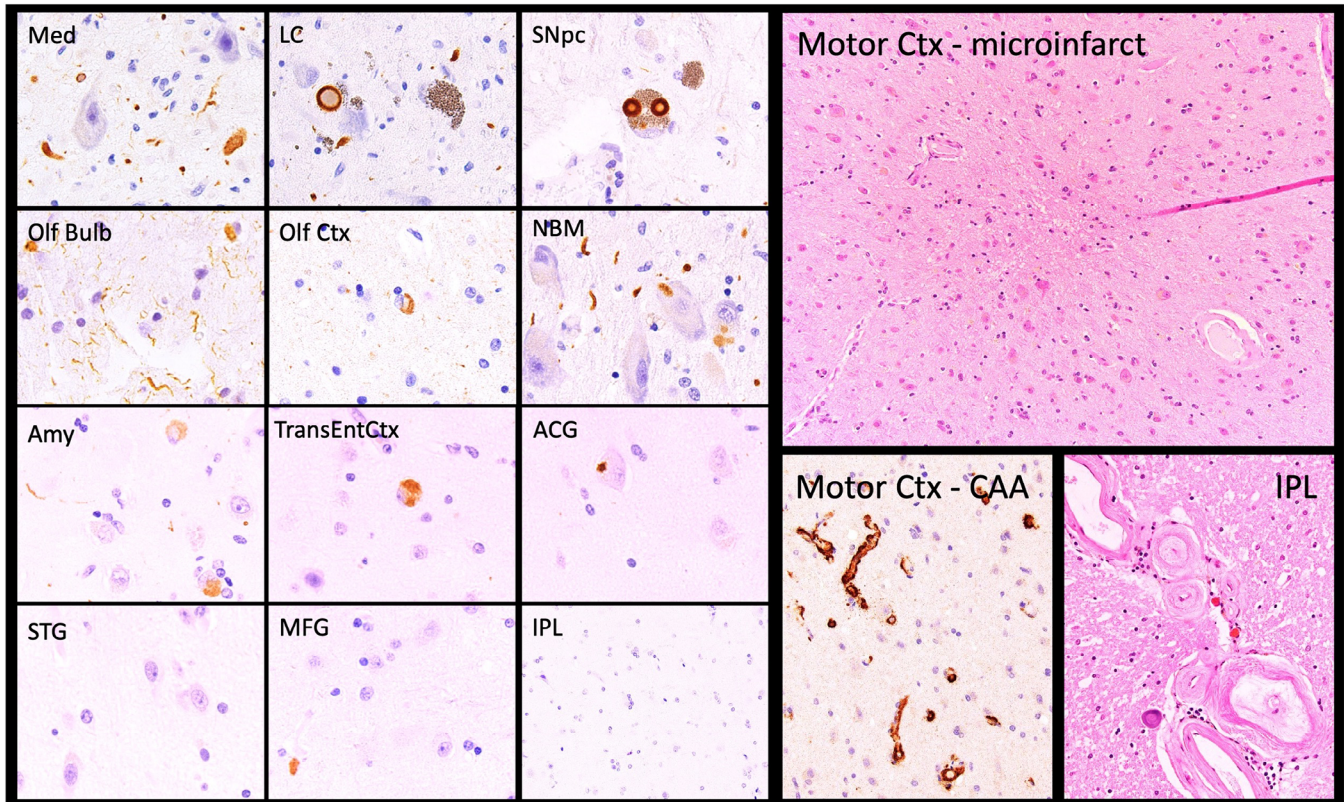 Med
LC
SNpc
Olf Bulb
Olf Ctx
NBM
Amy
TransEntCtx
ACG
STG
MFG
IPL
Motor Ctx - microinfarct
Motor Ctx - CAA
IPL